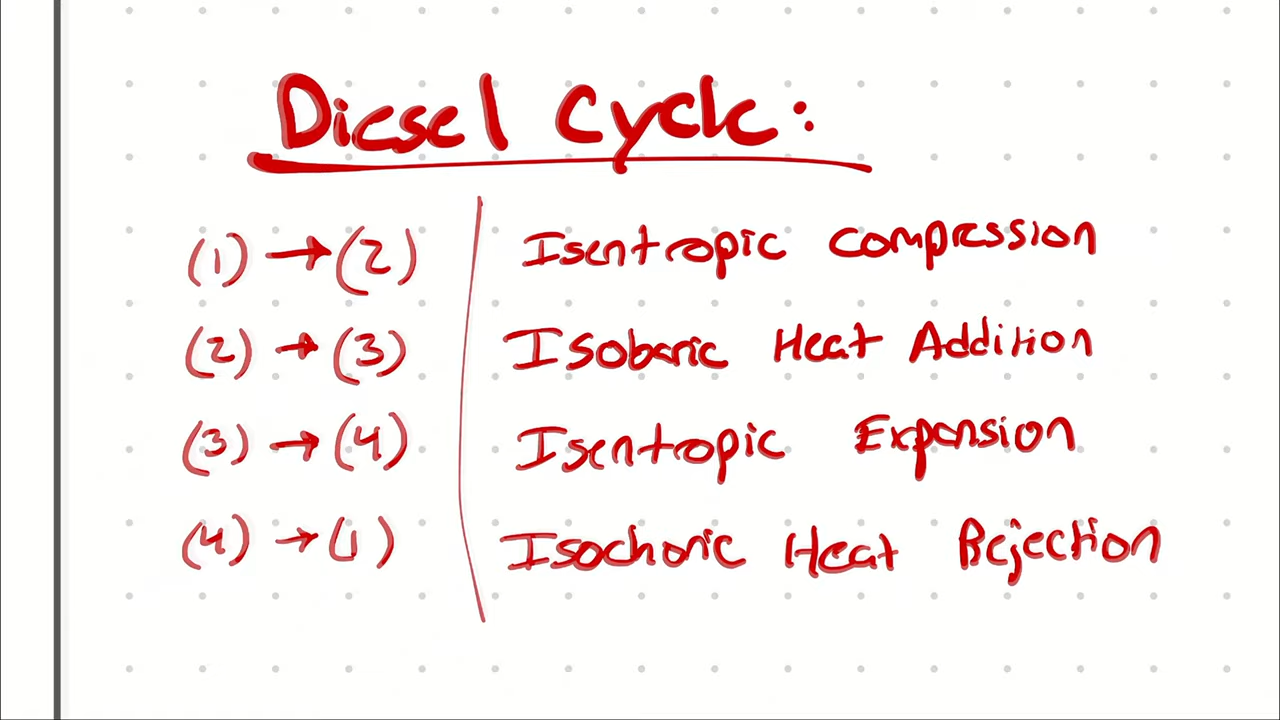 Diesel Cycle:
(1) → (2) Isentropic Compression
(2) → (3) Isobaric Heat Addition
(3) → (4) Isentropic Expansion
(4) → (1) Isochoric Heat Rejection